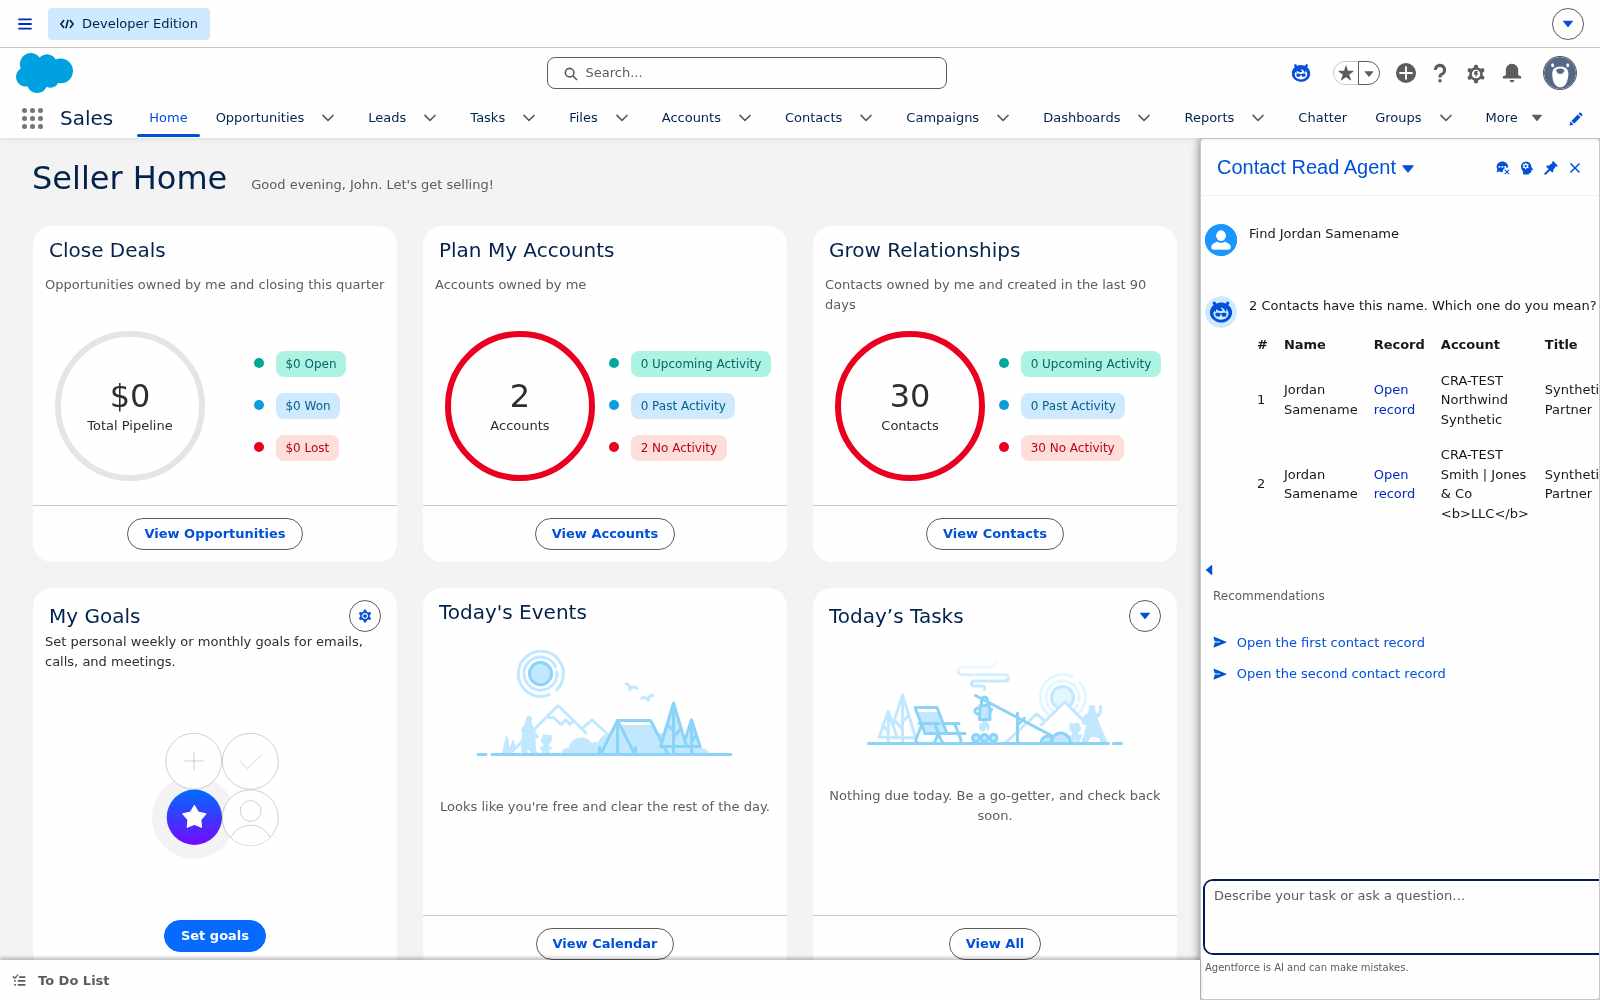 Developer Edition
Search...
Sales
Home
Opportunities
Leads
Tasks
Files
Accounts
Contacts
Campaigns
Dashboards
Reports
Chatter
Groups
More
Seller Home
Good evening, John. Let's get selling!
Close Deals
Opportunities owned by me and closing this quarter
$0
Total Pipeline
$0 Open
$0 Won
$0 Lost
View Opportunities
Plan My Accounts
Accounts owned by me
2
Accounts
0 Upcoming Activity
0 Past Activity
2 No Activity
View Accounts
Grow Relationships
Contacts owned by me and created in the last 90
days
30
Contacts
0 Upcoming Activity
0 Past Activity
30 No Activity
View Contacts
My Goals
Set personal weekly or monthly goals for emails,
calls, and meetings.
Set goals
Today's Events
Looks like you're free and clear the rest of the day.
View Calendar
Today’s Tasks
Nothing due today. Be a go-getter, and check back
soon.
View All
To Do List
Contact Read Agent
Find Jordan Samename
2 Contacts have this name. Which one do you mean?
# Name Record Account Title
1
Jordan
Samename
Open
record
CRA-TEST
Northwind
Synthetic
Syntheti
Partner
2
Jordan
Samename
Open
record
CRA-TEST
Smith | Jones
& Co
<b>LLC</b>
Syntheti
Partner
Recommendations
Open the first contact record
Open the second contact record
Describe your task or ask a question...
Agentforce is AI and can make mistakes.